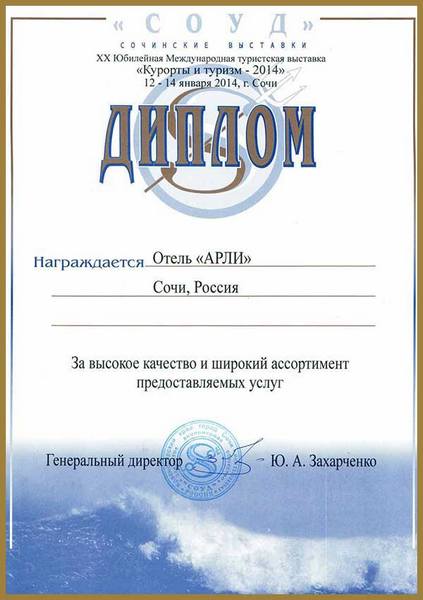 «СОУД»
СОЧИНСКИЕ ВЫСТАВКИ
XX Юбилейная Международная туристская выставка
«Курорты и туризм - 2014»
12 - 14 января 2014, г. Сочи
ДИПЛОМ
Награждается Отель «АРЛИ»
Сочи, Россия
За высокое качество и широкий ассортимент
предоставляемых услуг
Генеральный директор Ю. А. Захарченко